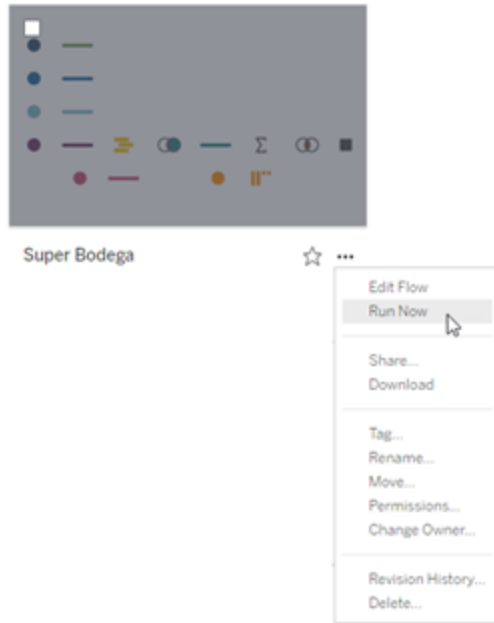 Super Bodega
Edit Flow
Run Now
Share...
Download
Tag...
Rename...
Move...
Permissions...
Change Owner...
Revision History...
Delete...